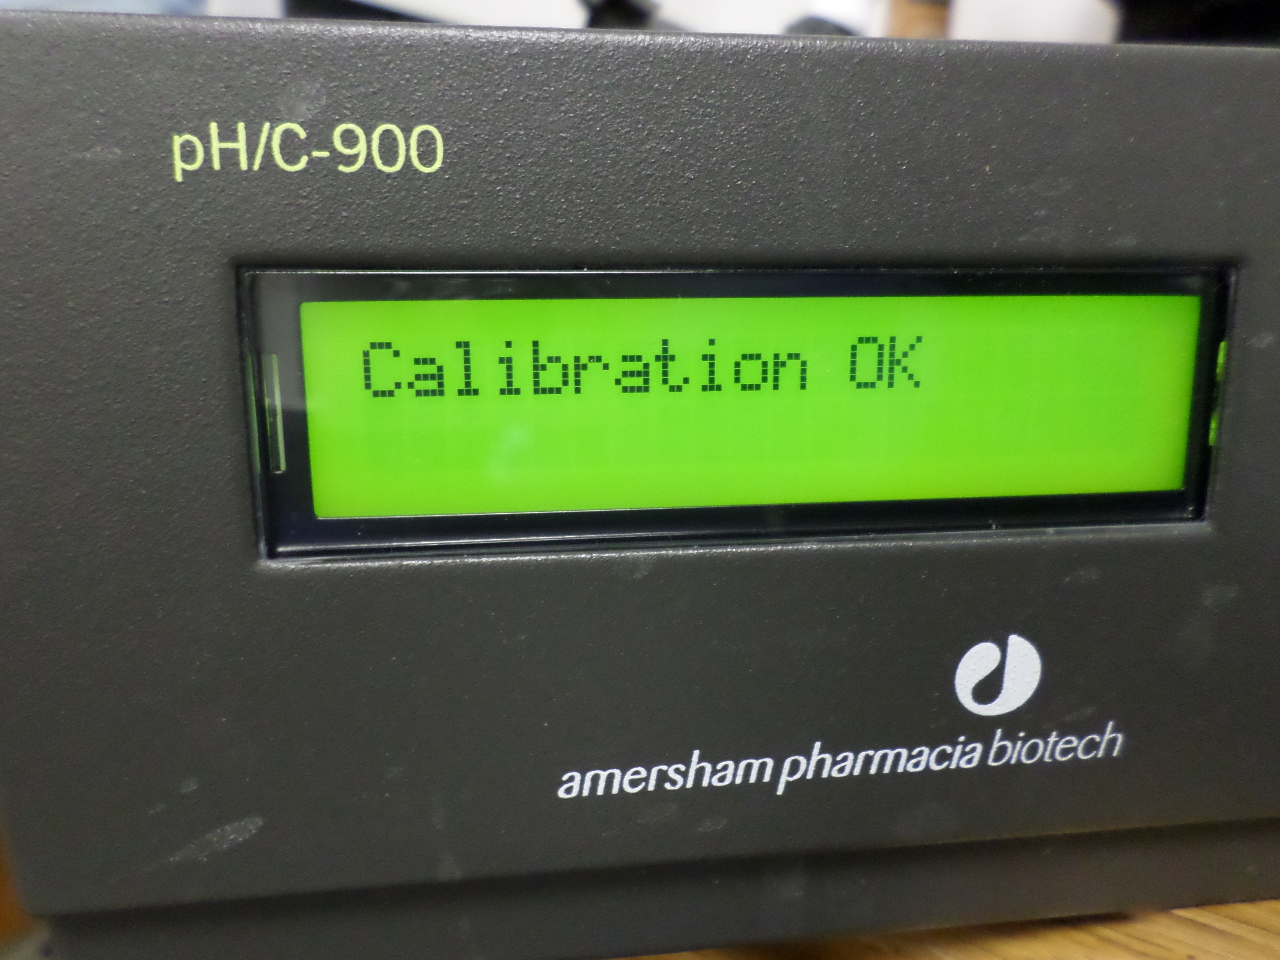 pH/C-900
Calibration OK
amersham pharmacia biotech